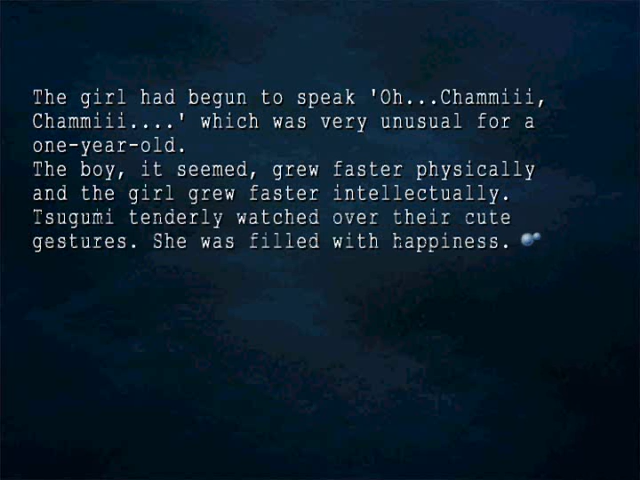 The girl had begun to speak 'Oh...Chammiii,
Chammiii....' which was very unusual for a
one-year-old.
The boy, it seemed, grew faster physically
and the girl grew faster intellectually.
Tsugumi tenderly watched over their cute
gestures. She was filled with happiness.